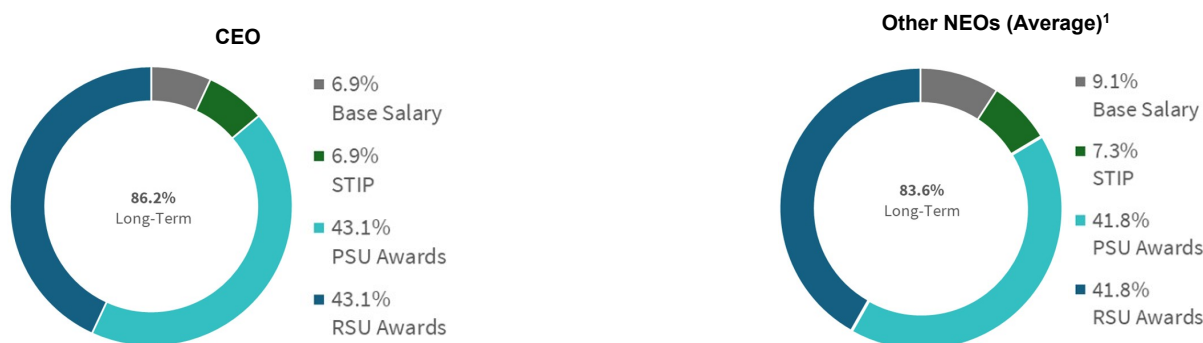 CEO
86.2%
Long-Term
6.9%
Base Salary
6.9%
STIP
43.1%
PSU Awards
43.1%
RSU Awards
Other NEOs (Average)¹
83.6%
Long-Term
9.1%
Base Salary
7.3%
STIP
41.8%
PSU Awards
41.8%
RSU Awards